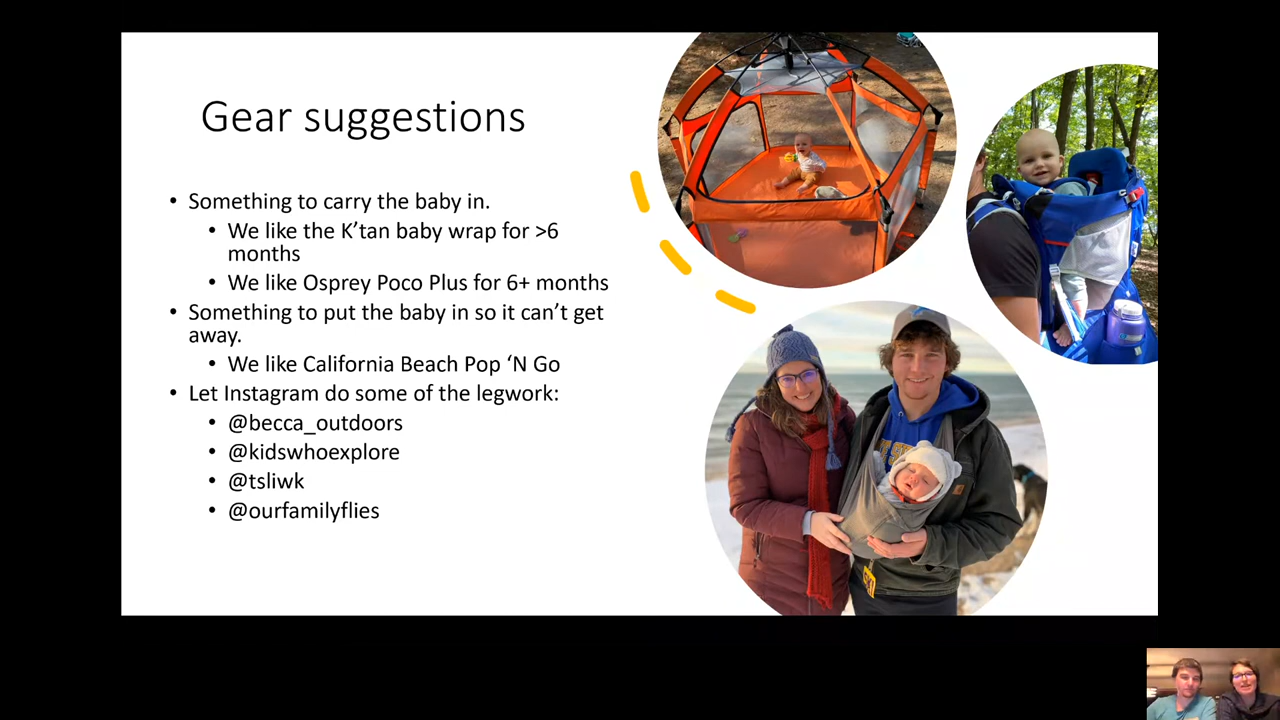 Gear suggestions
• Something to carry the baby in.
• We like the K’tan baby wrap for >6
months
• We like Osprey Poco Plus for 6+ months
• Something to put the baby in so it can’t get
away.
• We like California Beach Pop ‘N Go
• Let Instagram do some of the legwork:
• @becca_outdoors
• @kidswhoexplore
• @tsliwk
• @ourfamilyflies